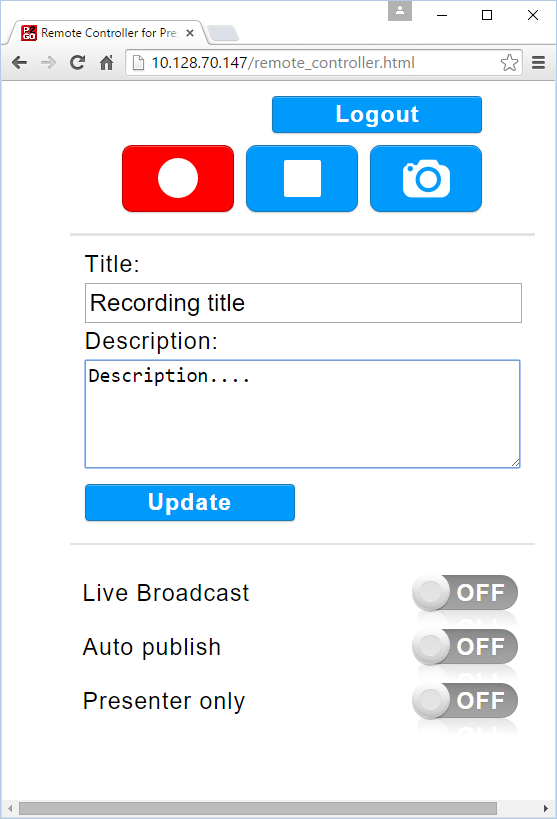 Remote Controller for Pre
10.128.70.147/remote_controller.html
Logout
Title:
Recording title
Description:
Description....
Update
Live Broadcast
OFF
Auto publish
OFF
Presenter only
OFF